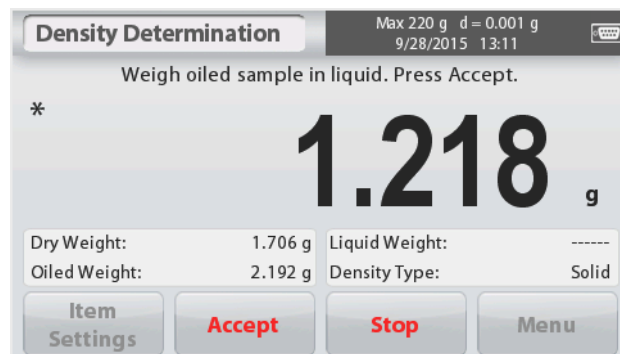 Density Determination
Max 220 g d = 0.001 g
9/28/2015 13:11
Weigh oiled sample in liquid. Press Accept.
*
1.218 g
Dry Weight: 1.706 g Liquid Weight: ------
Oiled Weight: 2.192 g Density Type: Solid
Item
Settings
Accept
Stop
Menu